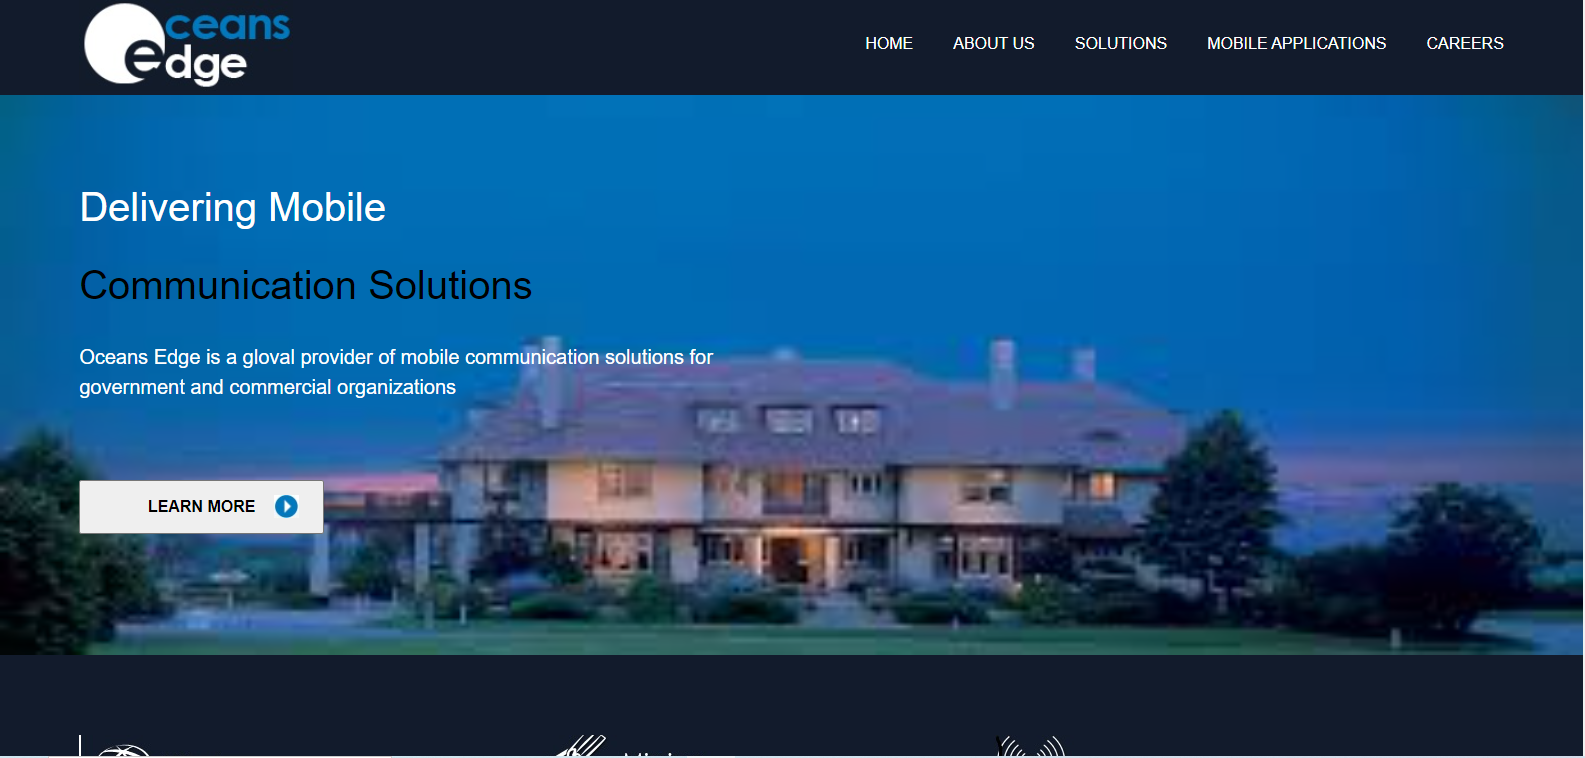 Oceans
edge
HOME ABOUT US SOLUTIONS MOBILE APPLICATIONS CAREERS
Delivering Mobile
Communication Solutions
Oceans Edge is a gloval provider of mobile communication solutions for
government and commercial organizations
LEARN MORE